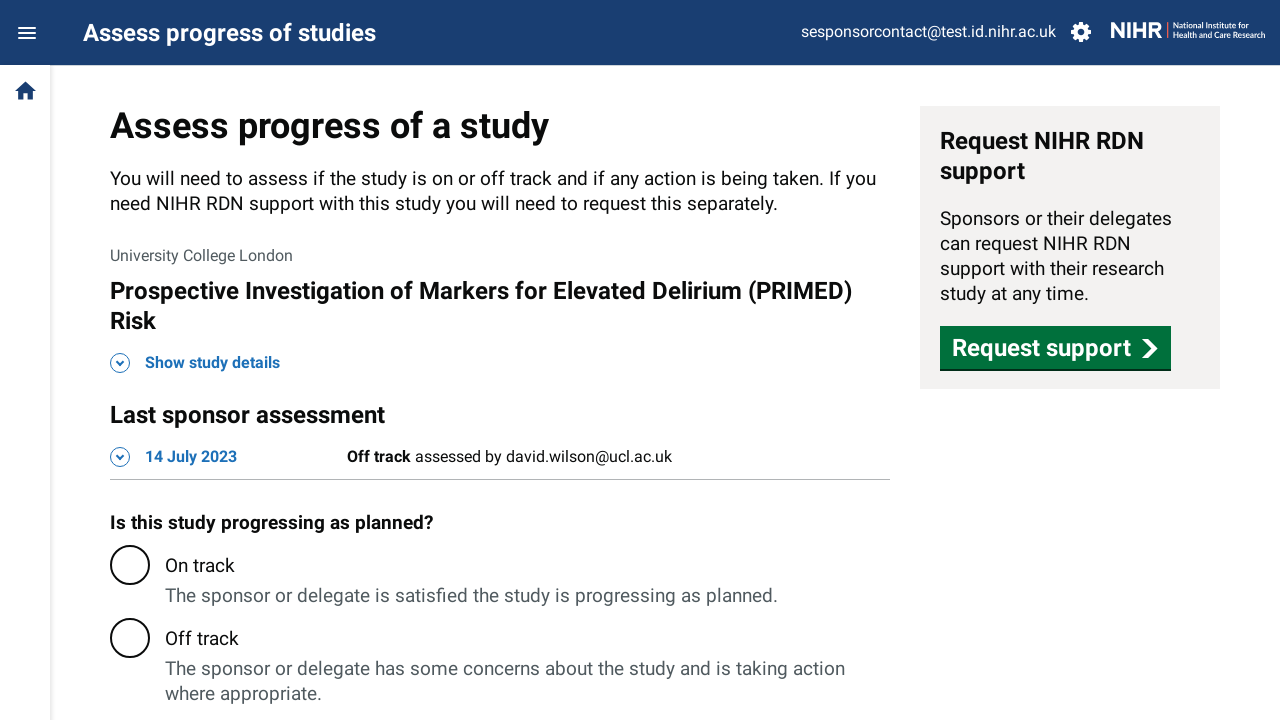 Assess progress of studies
sesponsorcontact@test.id.nihr.ac.uk
NIHR | National Institute for
Health and Care Research
Assess progress of a study
You will need to assess if the study is on or off track and if any action is being taken. If you
need NIHR RDN support with this study you will need to request this separately.
University College London
Prospective Investigation of Markers for Elevated Delirium (PRIMED)
Risk
Show study details
Last sponsor assessment
14 July 2023
Off track assessed by david.wilson@ucl.ac.uk
Is this study progressing as planned?
On track
The sponsor or delegate is satisfied the study is progressing as planned.
Off track
The sponsor or delegate has some concerns about the study and is taking action
where appropriate.
Request NIHR RDN
support
Sponsors or their delegates
can request NIHR RDN
support with their research
study at any time.
Request support